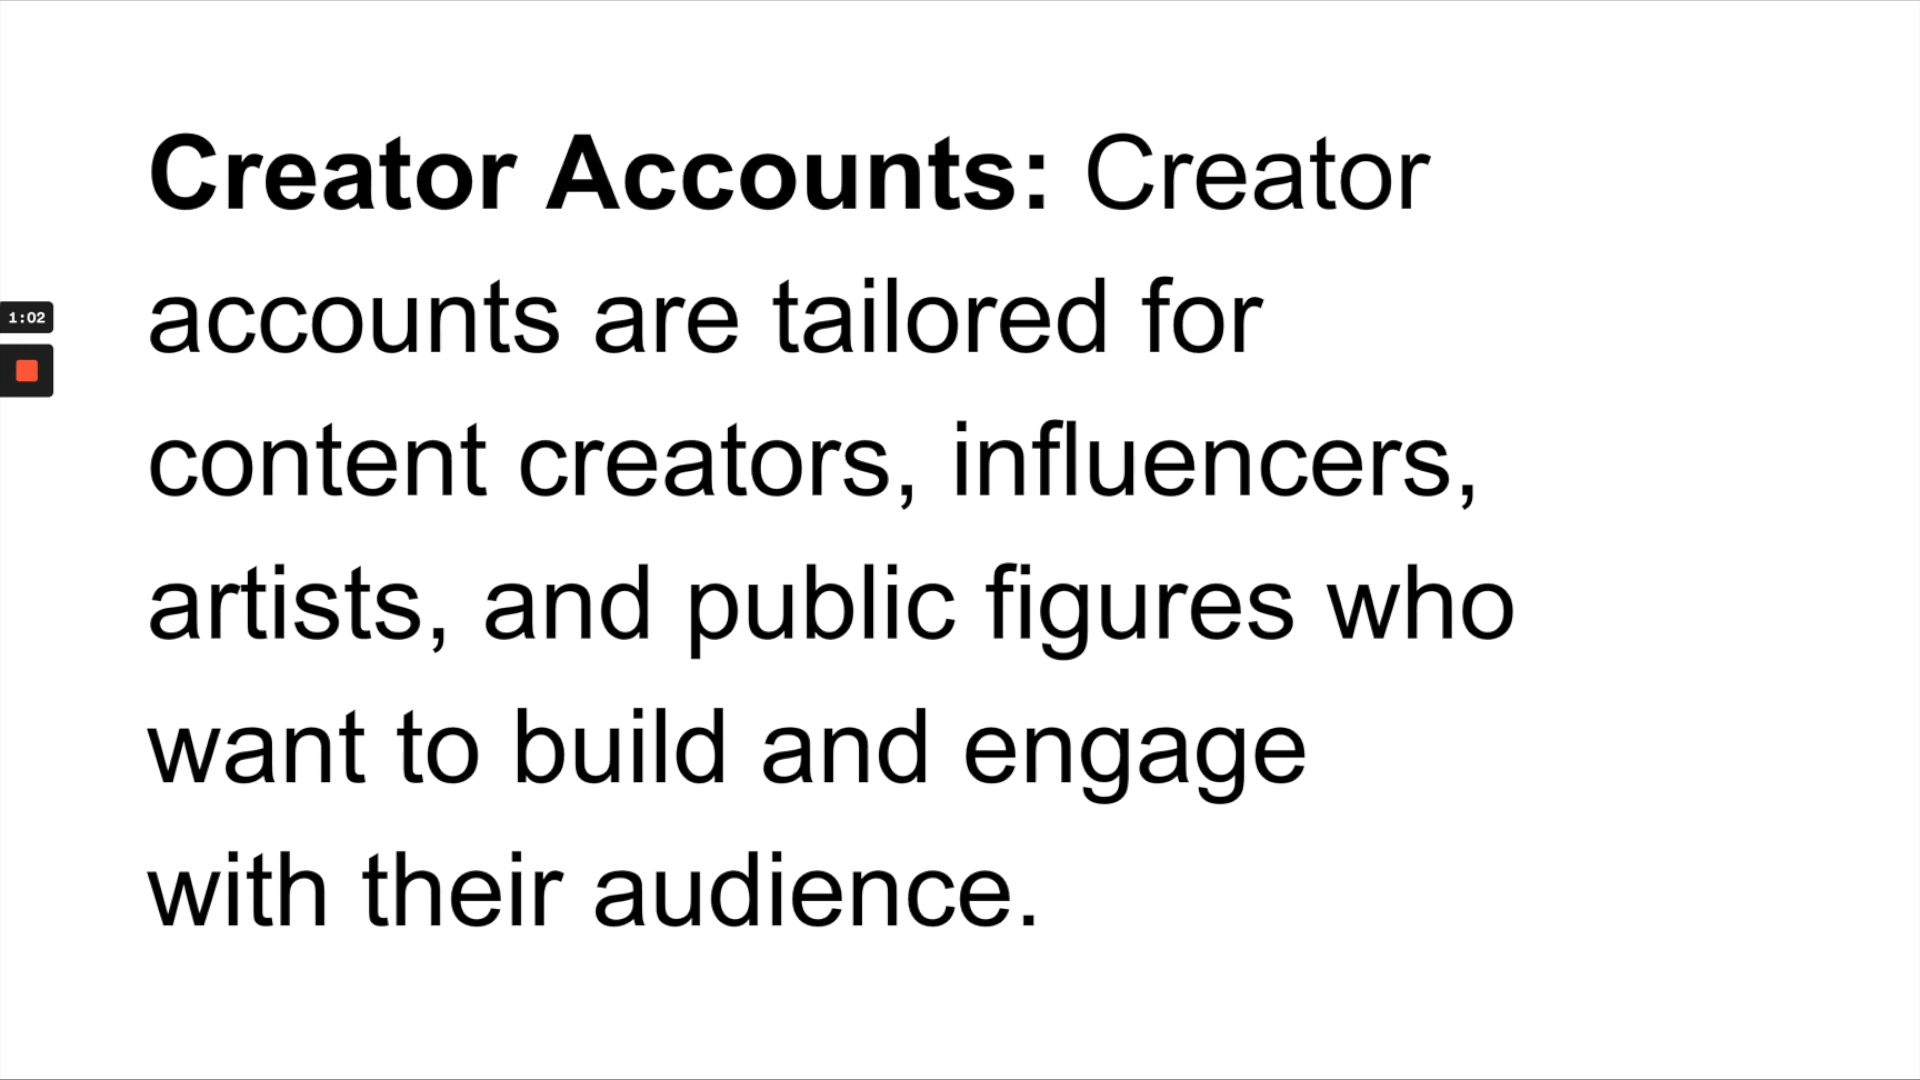 Creator Accounts: Creator
accounts are tailored for
1:02
content creators, influencers,
artists, and public figures who
want to build and engage
with their audience.